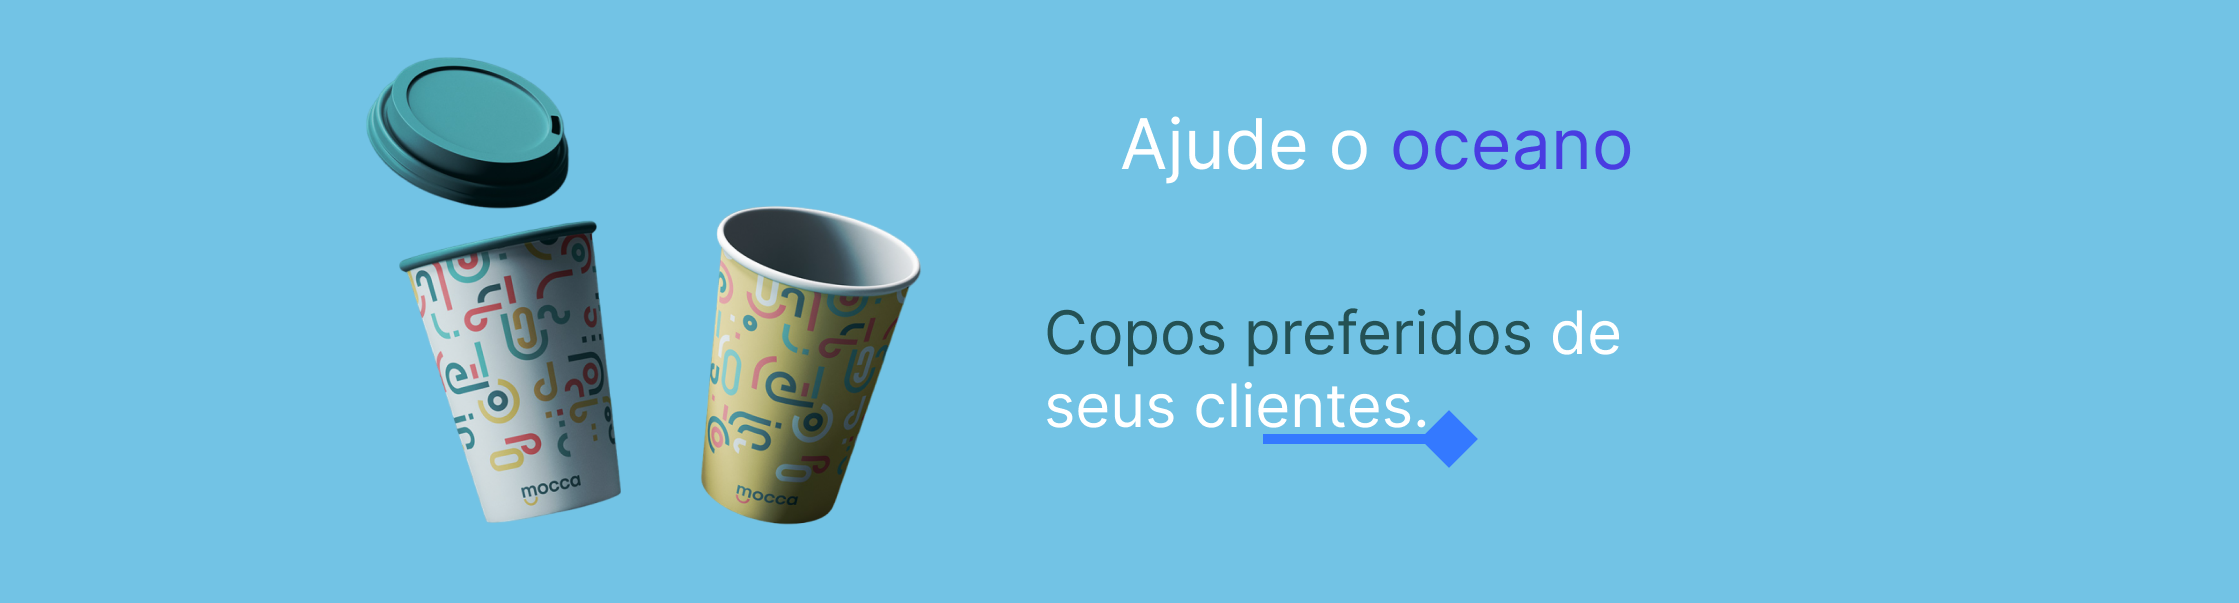 Ajude o oceano
Copos preferidos de
seus clientes.
mocca
mocca